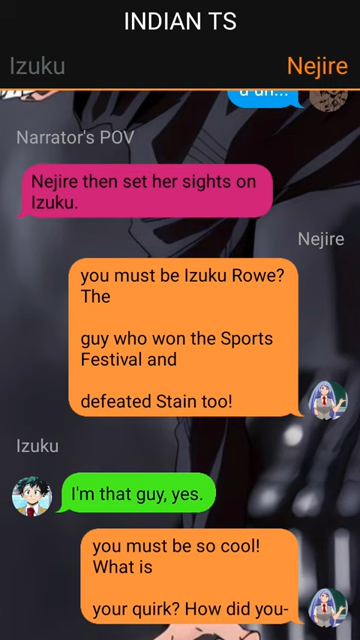 INDIAN TS
Izuku
Nejire
a uh...
Narrator's POV
Nejire then set her sights on
Izuku.
Nejire
you must be Izuku Rowe?
The
guy who won the Sports
Festival and
defeated Stain too!
Izuku
I'm that guy, yes.
you must be so cool!
What is
your quirk? How did you-